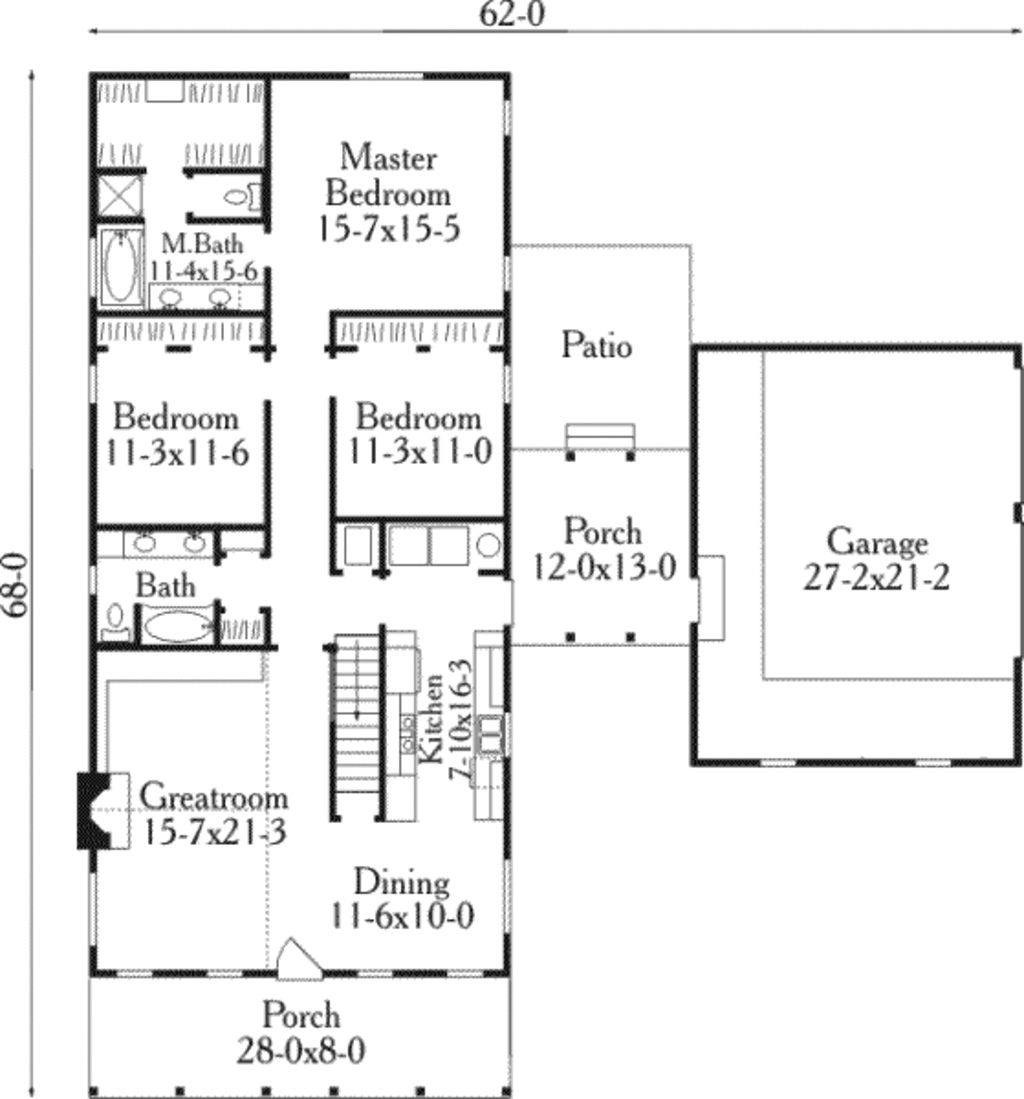 62-0
Master
Bedroom
15-7x15-5
M.Bath
11-4x15-6
Patio
Bedroom
11-3x11-6
Bedroom
11-3x11-0
Porch
12-0x13-0
Garage
27-2x21-2
68-0
Bath
Kitchen
7-10x16-3
Greatroom
15-7x21-3
Dining
11-6x10-0
Porch
28-0x8-0